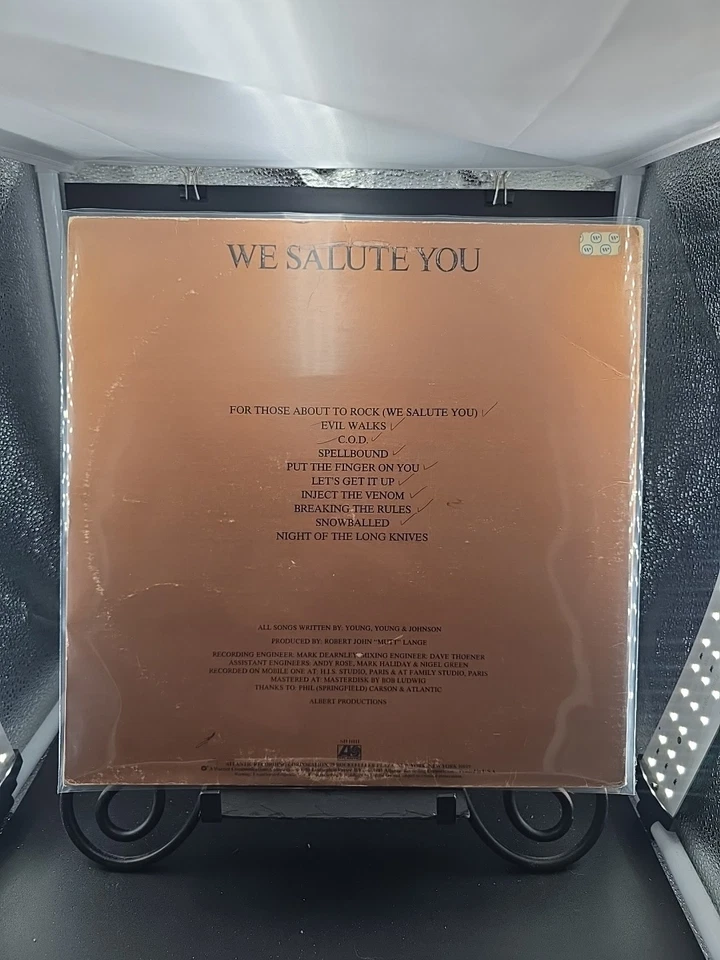 WE SALUTE YOU
FOR THOSE ABOUT TO ROCK (WE SALUTE YOU)
EVIL WALKS
C.O.D.
SPELLBOUND
PUT THE FINGER ON YOU
LET'S GET IT UP
INJECT THE VENOM
BREAKING THE RULES
SNOWBALLED
NIGHT OF THE LONG KNIVES
ALL SONGS WRITTEN BY: YOUNG, YOUNG & JOHNSON
PRODUCED BY: ROBERT JOHN "MUTT" LANGE
RECORDING ENGINEER: MARK DEARNLEY MIXING ENGINEER: DAVE THOENER
ASSISTANT ENGINEERS: ANDY ROSE, MARK HALIDAY & NIGEL GREEN
RECORDED ON MOBILE ONE AT: H.I.S. STUDIO, PARIS & AT FAMILY STUDIO, PARIS
MASTERED AT: MASTERDISK BY BOB LUDWIG
THANKS TO: PHIL (SPRINGFIELD) CARSON & ATLANTIC
ALBERT PRODUCTIONS